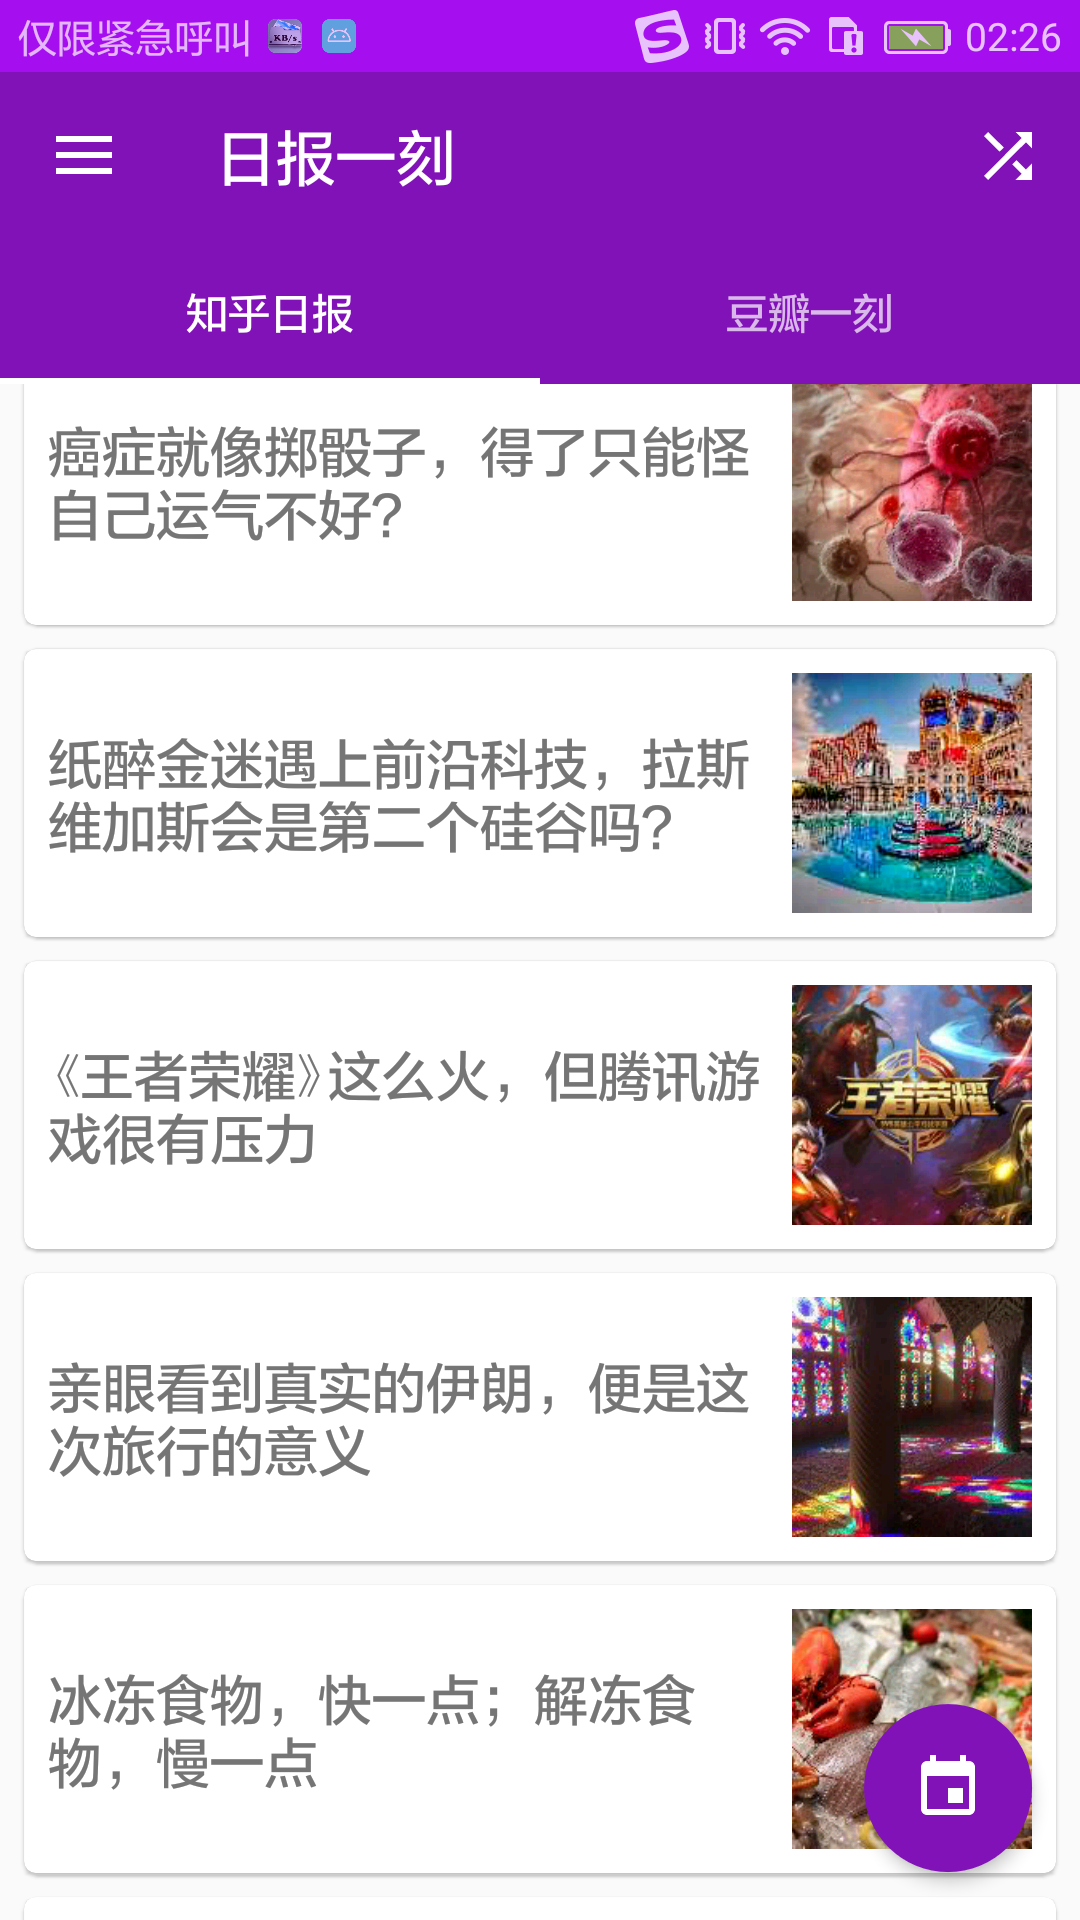 仅限紧急呼叫 KB/s 02:26
日报一刻
知乎日报 豆瓣一刻
癌症就像掷骰子，得了只能怪
自己运气不好？
纸醉金迷遇上前沿科技，拉斯
维加斯会是第二个硅谷吗？
《王者荣耀》这么火，但腾讯游
戏很有压力
王者荣耀
亲眼看到真实的伊朗，便是这
次旅行的意义
冰冻食物，快一点；解冻食
物，慢一点